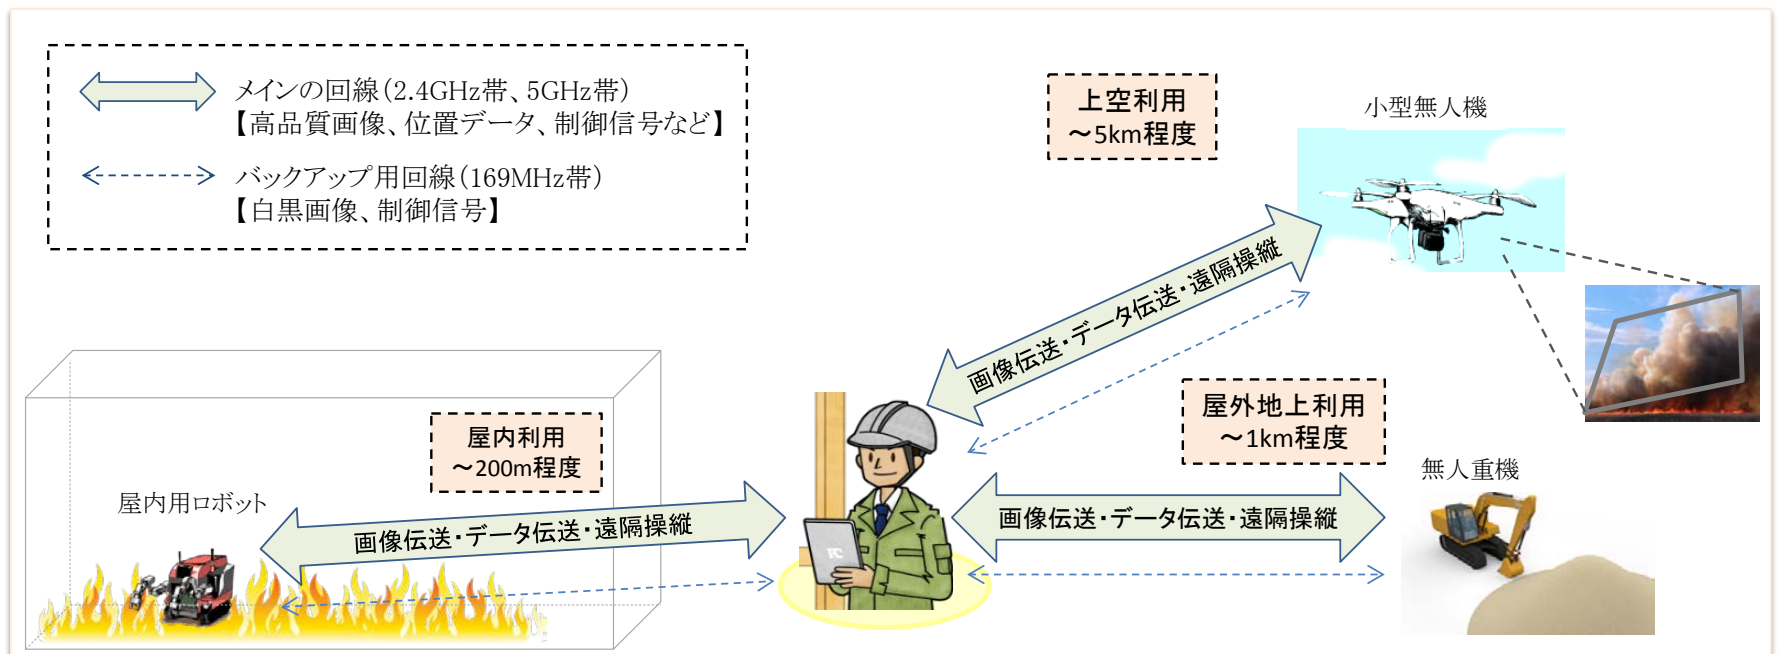 メインの回線(2.4GHz帯、5GHz帯)
【高品質画像、位置データ、制御信号など】
バックアップ用回線(169MHz帯)
【白黒画像、制御信号】
上空利用
~5km程度
小型無人機
画像伝送・データ伝送・遠隔操縦
屋内利用
~200m程度
屋内用ロボット
画像伝送・データ伝送・遠隔操縦
PC
屋外地上利用
~1km程度
無人重機
画像伝送・データ伝送・遠隔操縦